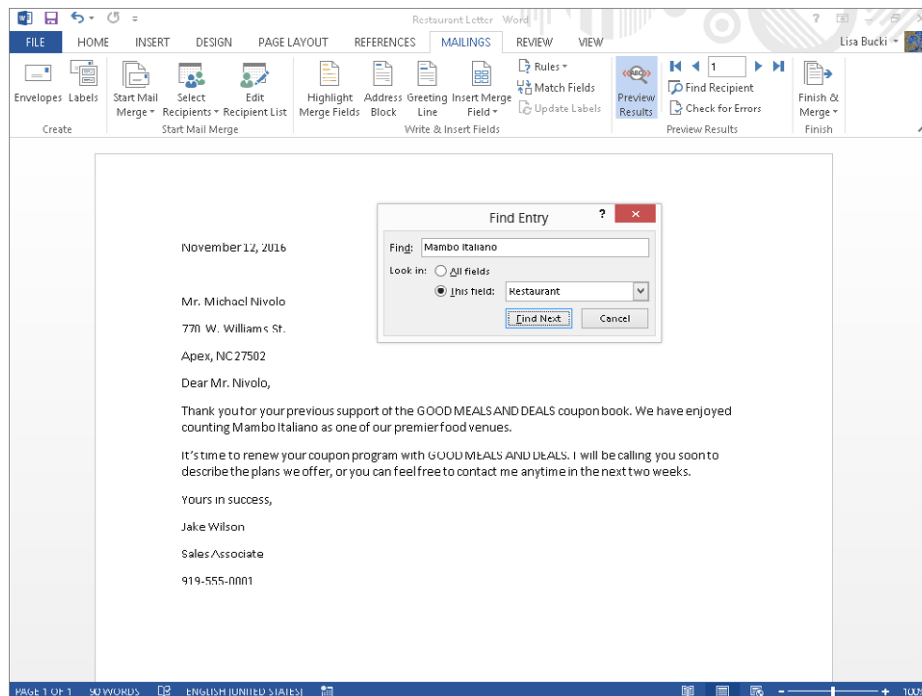 Restaurant Letter - Word
FILE HOME INSERT DESIGN PAGE LAYOUT REFERENCES MAILINGS REVIEW VIEW Lisa Bucki
Envelopes Labels Start Mail Merge Select Recipients Edit Recipient List Highlight Merge Fields Address Block Greeting Line Insert Merge Field Rules Match Fields Update Labels ABC Preview Results 1 Find Recipient Check for Errors Finish & Merge
Create Start Mail Merge Write & Insert Fields Preview Results Finish
Find Entry ? ×
Find: Mambo Italiano
Look in: All fields
This field: Restaurant
Find Next Cancel
November 12, 2016
Mr. Michael Nivolo
770 W. Williams St.
Apex, NC 27502
Dear Mr. Nivolo,
Thank you for your previous support of the GOOD MEALS AND DEALS coupon book. We have enjoyed
counting Mambo Italiano as one of our premier food venues.
It's time to renew your coupon program with GOOD MEALS AND DEALS. I will be calling you soon to
describe the plans we offer, or you can feel free to contact me anytime in the next two weeks.
Yours in success,
Jake Wilson
Sales Associate
919-555-0001
PAGE 1 OF 1 90 WORDS ENGLISH (UNITED STATES) 100%